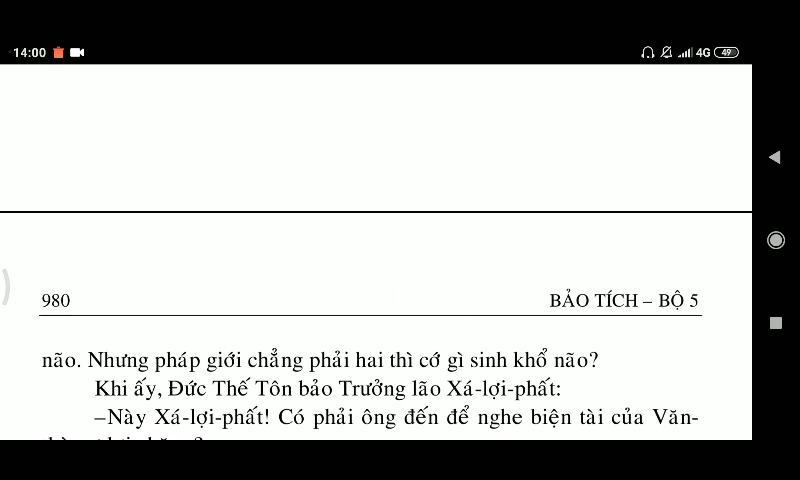 14:00
4G 49
980 BẢO TÍCH – BỘ 5
não. Nhưng pháp giới chẳng phải hai thì cớ gì sinh khổ não?
Khi ấy, Đức Thế Tôn bảo Trưởng lão Xá-lợi-phất:
–Này Xá-lợi-phất! Có phải ông đến để nghe biện tài của Văn-